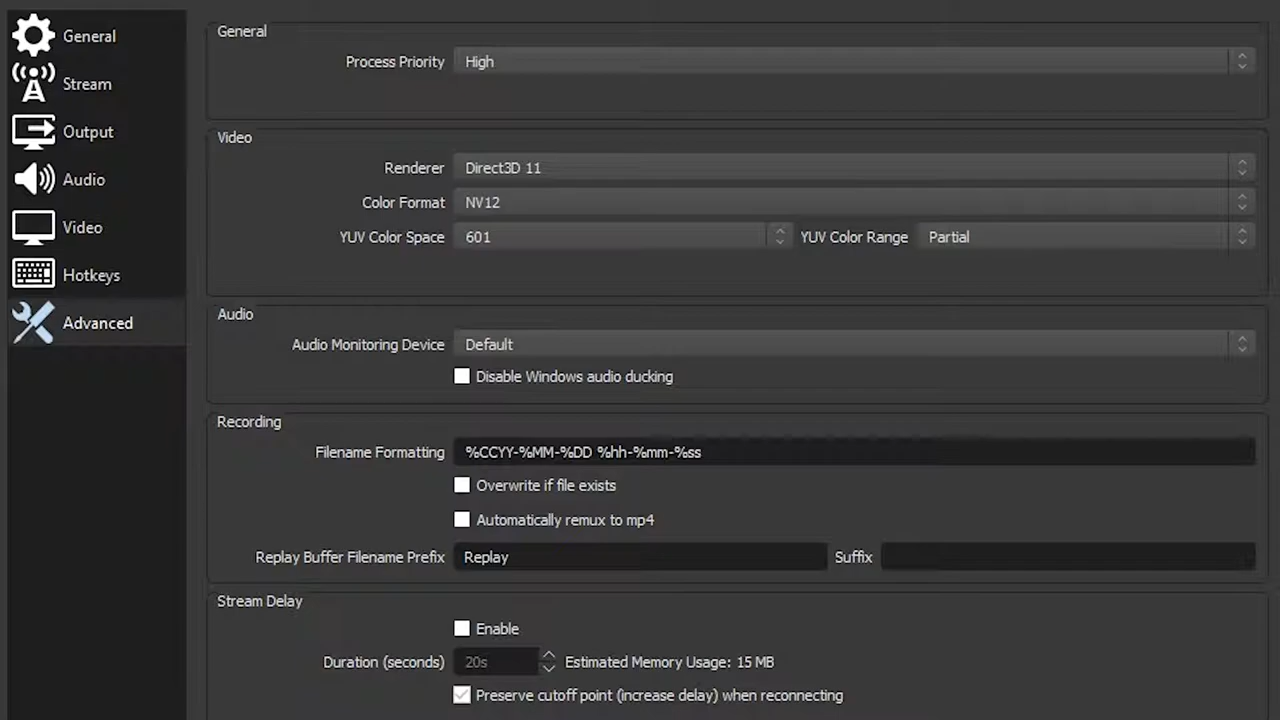 General
Stream
Output
Audio
Video
Hotkeys
Advanced
General
Process Priority High
Video
Renderer Direct3D 11
Color Format NV12
YUV Color Space 601 YUV Color Range Partial
Audio
Audio Monitoring Device Default
Disable Windows audio ducking
Recording
Filename Formatting %CCYY-%MM-%DD %hh-%mm-%ss
Overwrite if file exists
Automatically remux to mp4
Replay Buffer Filename Prefix Replay Suffix
Stream Delay
Enable
Duration (seconds) 20s Estimated Memory Usage: 15 MB
Preserve cutoff point (increase delay) when reconnecting